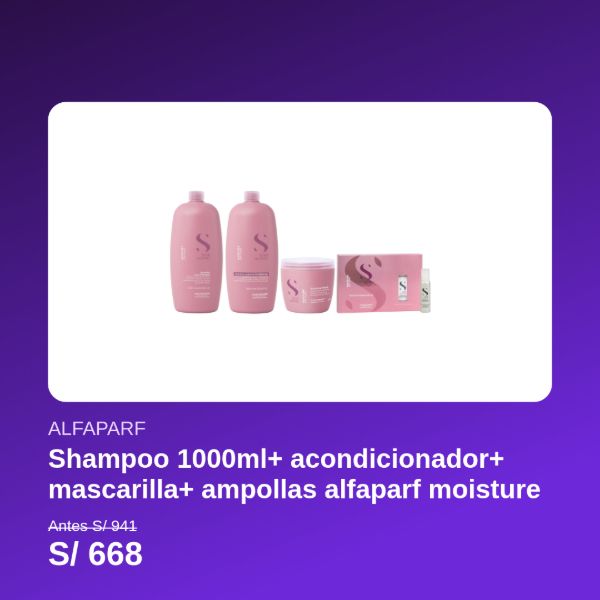 ALFAPARF
Shampoo 1000ml+ acondicionador+
mascarilla+ ampollas alfaparf moisture
Antes S/ 941
S/ 668